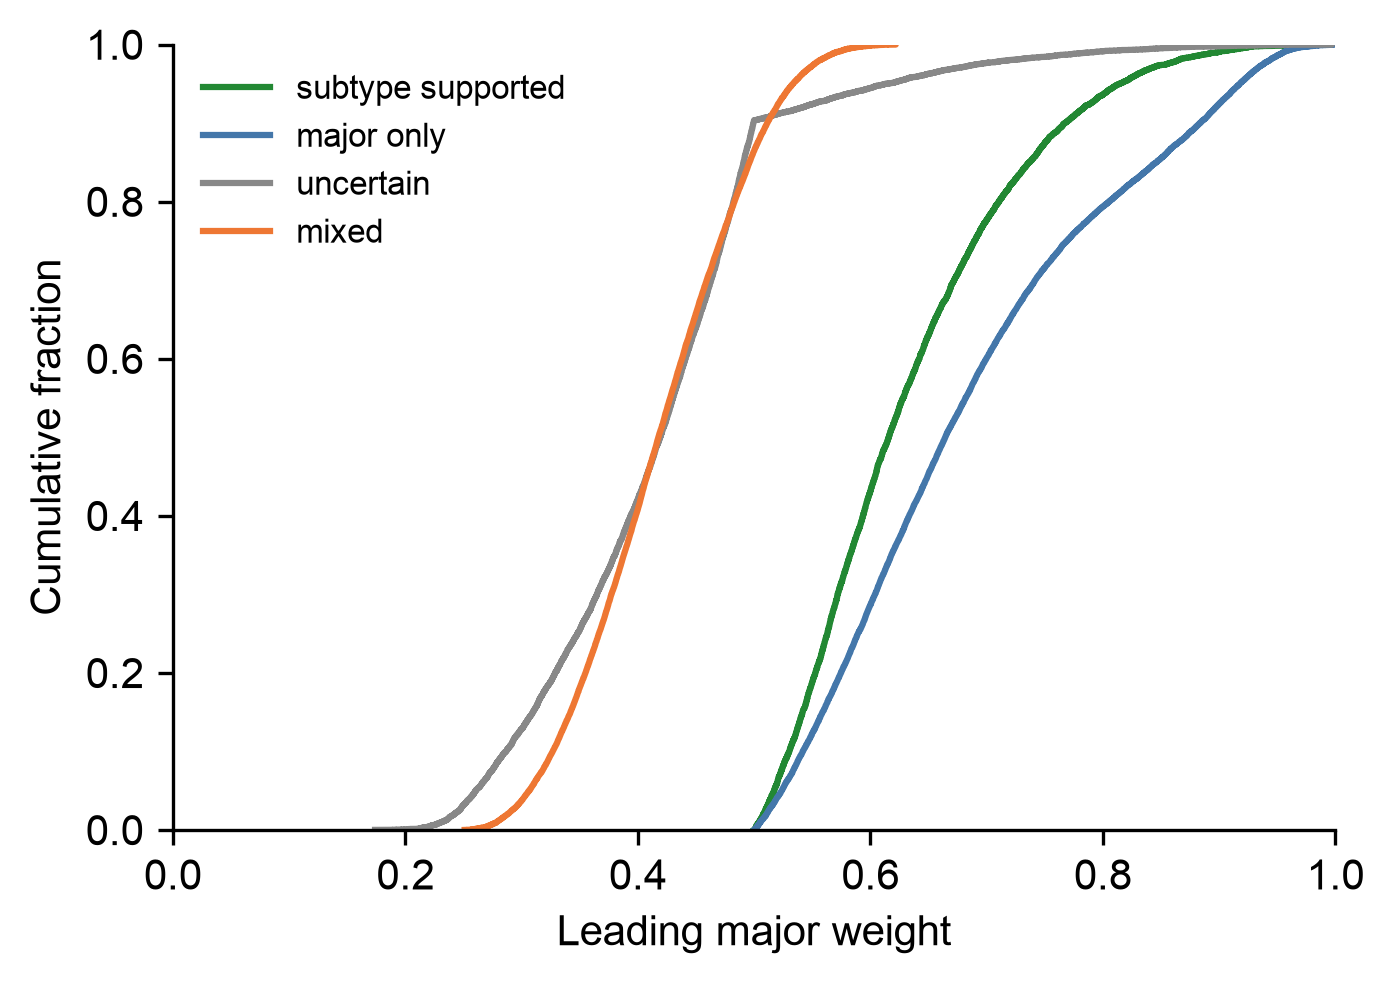 1.0
0.8
0.6
0.4
0.2
0.0
Cumulative fraction
subtype supported
major only
uncertain
mixed
0.0 0.2 0.4 0.6 0.8 1.0
Leading major weight